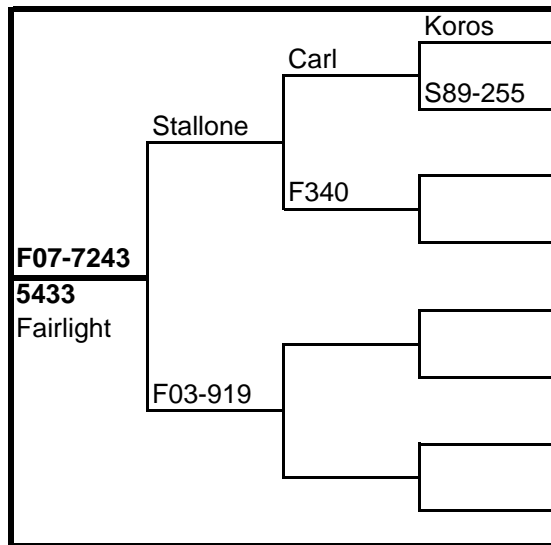 Koros
Carl
S89-255
Stallone
F340
F07-7243
5433
Fairlight
F03-919